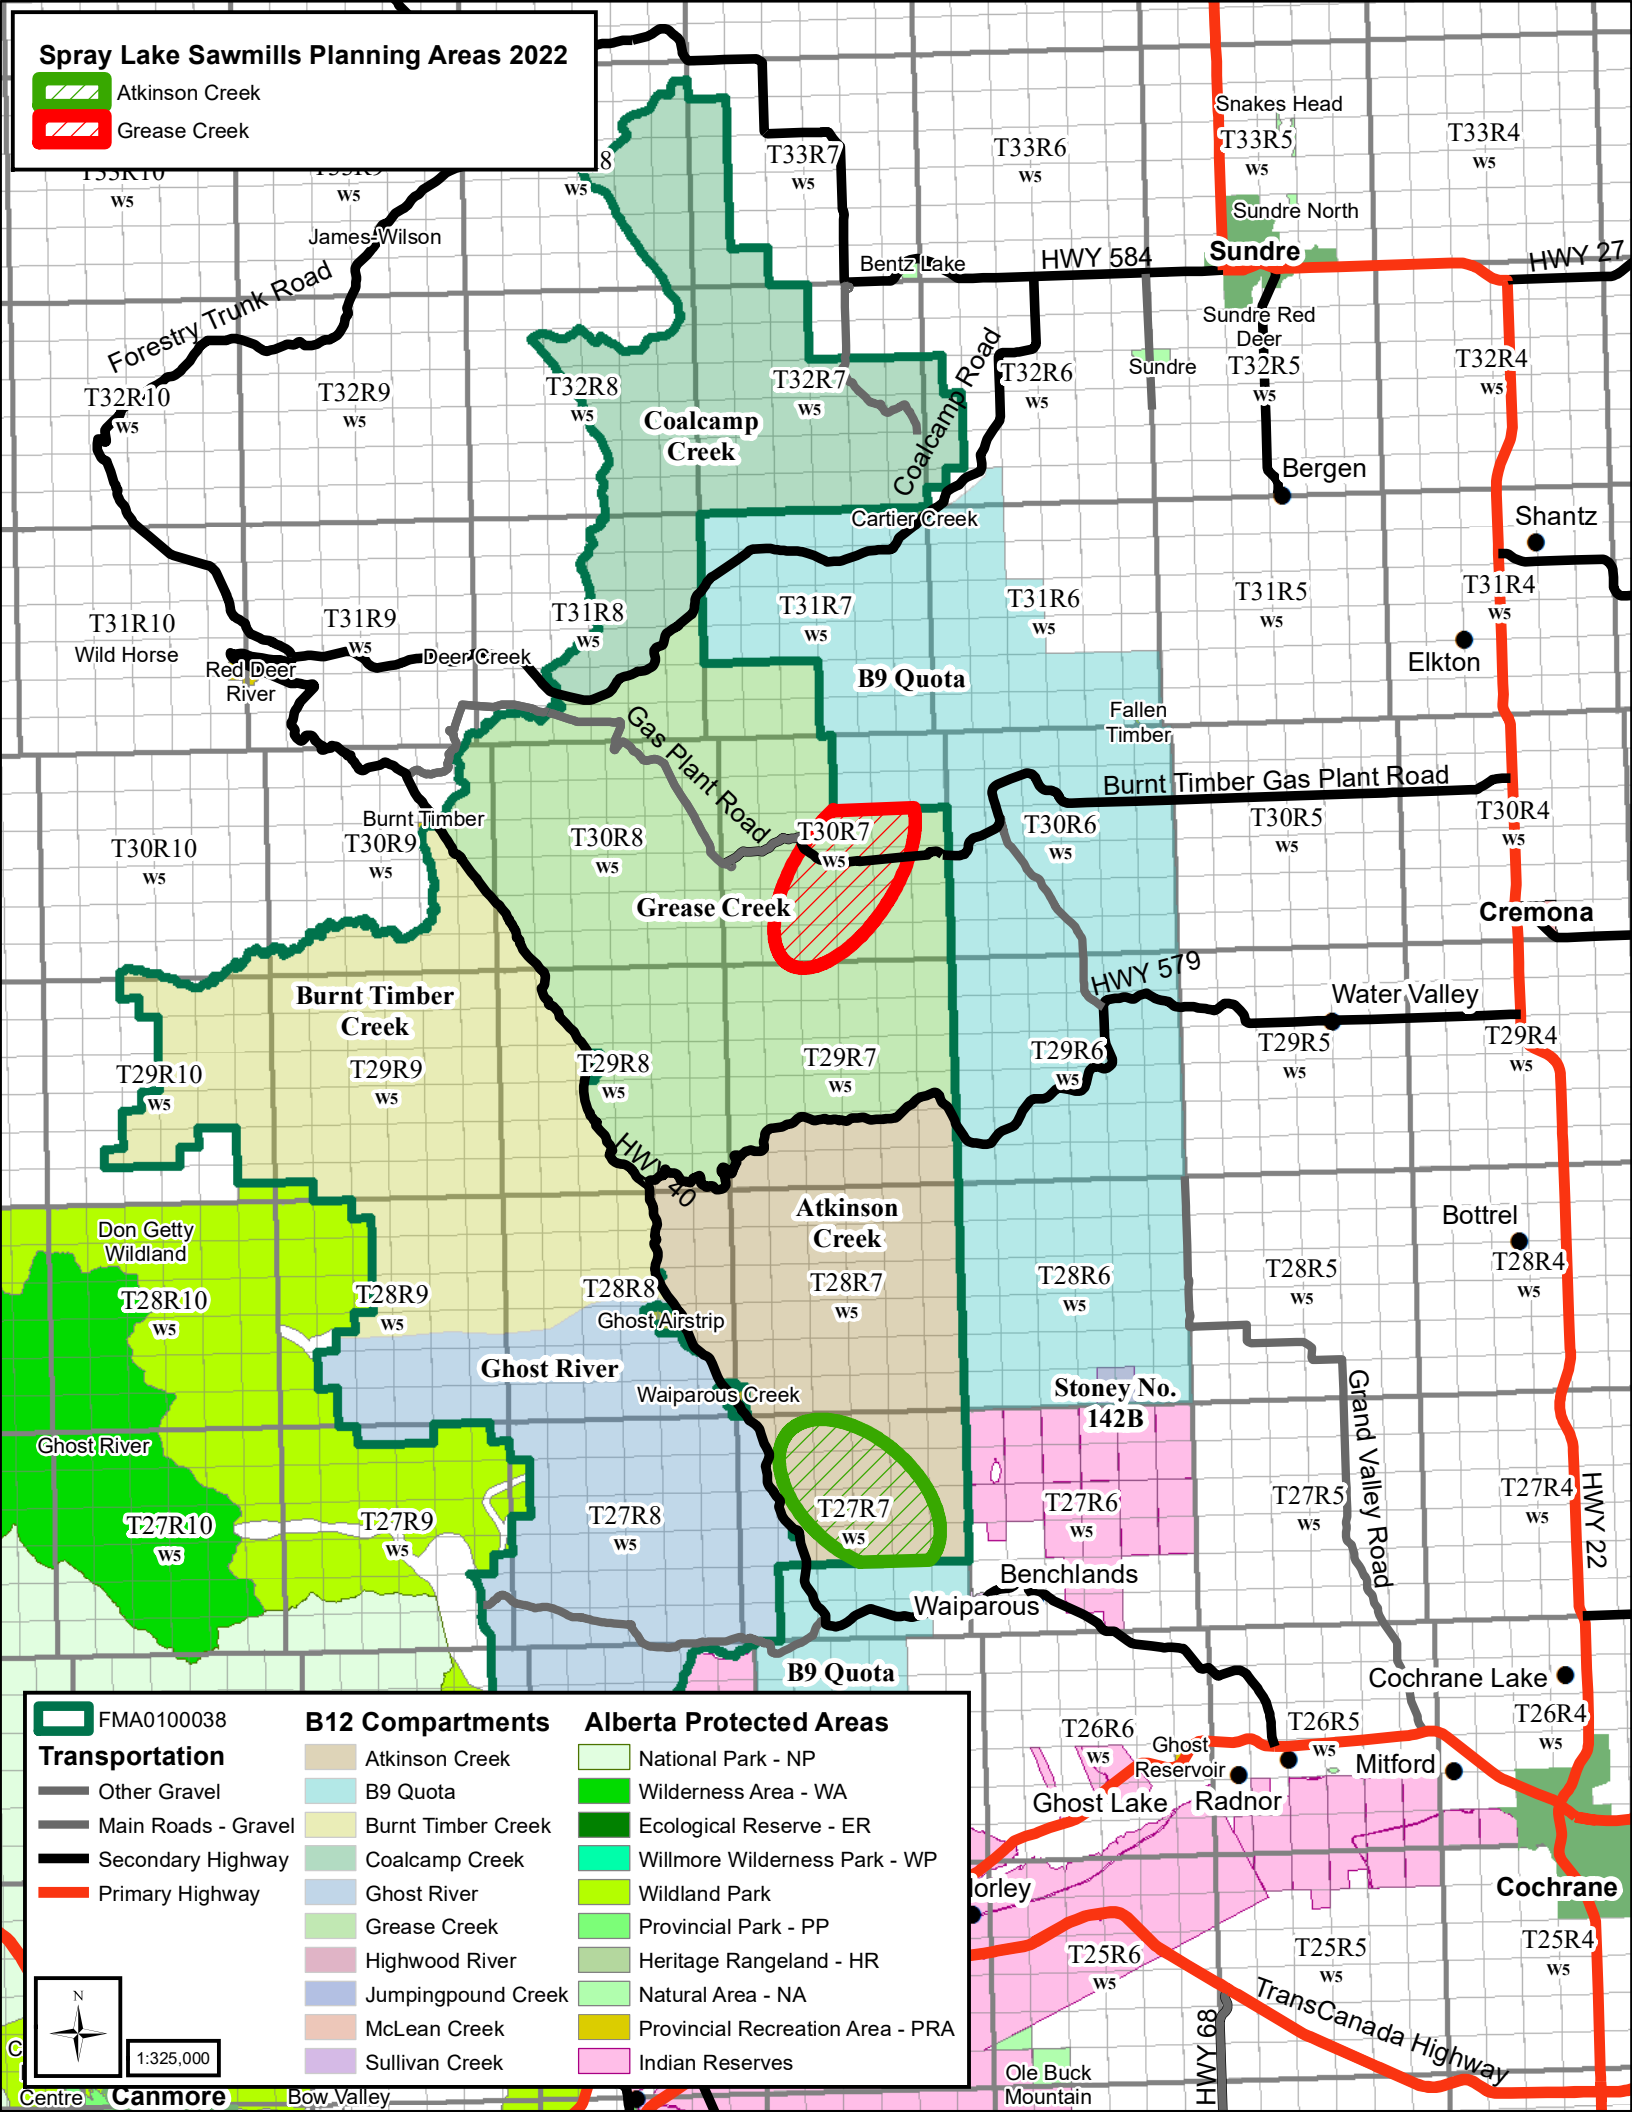 Spray Lake Sawmills Planning Areas 2022
Atkinson Creek
Grease Creek
Snakes Head
T33R5
W5
T33R4
W5
T33R6
W5
T33R7
W5
8
W5
T33R10
W5
T33R9
W5
James-Wilson
Sundre North
Sundre
HWY 584
HWY 27
Bentz Lake
Forestry Trunk Road
Sundre Red
Deer
Sundre
T32R10
W5
T32R9
W5
T32R8
W5
T32R7
W5
T32R6
W5
T32R5
W5
T32R4
W5
Coalcamp
Creek
Coalcamp Road
Bergen
Cartier Creek
Shantz
T31R10
Wild Horse
T31R9
W5
T31R8
W5
T31R7
W5
T31R6
W5
T31R5
W5
T31R4
W5
Elkton
Red Deer
River
Deer Creek
B9 Quota
Fallen
Timber
Gas Plant Road
Burnt Timber Gas Plant Road
Burnt Timber
T30R10
W5
T30R9
W5
T30R8
W5
T30R7
W5
T30R6
W5
T30R5
W5
T30R4
W5
Grease Creek
Cremona
Burnt Timber
Creek
HWY 579
Water Valley
T29R10
W5
T29R9
W5
T29R8
W5
T29R7
W5
T29R6
W5
T29R5
W5
T29R4
W5
HWY 40
Atkinson
Creek
Don Getty
Wildland
Bottrel
T28R10
W5
T28R9
W5
T28R8
T28R7
W5
T28R6
W5
T28R5
W5
T28R4
W5
Ghost Airstrip
Ghost River
Waiparous Creek
Stoney No.
142B
Grand Valley Road
Ghost River
HWY 22
T27R10
W5
T27R9
W5
T27R8
W5
T27R7
W5
T27R6
W5
T27R5
W5
T27R4
W5
Benchlands
Waiparous
B9 Quota
Cochrane Lake
T26R6
W5
T26R5
W5
T26R4
W5
Ghost
Reservoir
Mitford
Ghost Lake
Radnor
Cochrane
T25R6
W5
T25R5
W5
T25R4
W5
TransCanada Highway
HWY 68
Ole Buck
Mountain
FMA0100038
Transportation
Other Gravel
Main Roads - Gravel
Secondary Highway
Primary Highway
N
1:325,000
B12 Compartments
Atkinson Creek
B9 Quota
Burnt Timber Creek
Coalcamp Creek
Ghost River
Grease Creek
Highwood River
Jumpingpound Creek
McLean Creek
Sullivan Creek
Alberta Protected Areas
National Park - NP
Wilderness Area - WA
Ecological Reserve - ER
Willmore Wilderness Park - WP
Wildland Park
Provincial Park - PP
Heritage Rangeland - HR
Natural Area - NA
Provincial Recreation Area - PRA
Indian Reserves
Centre
Canmore
Bow Valley